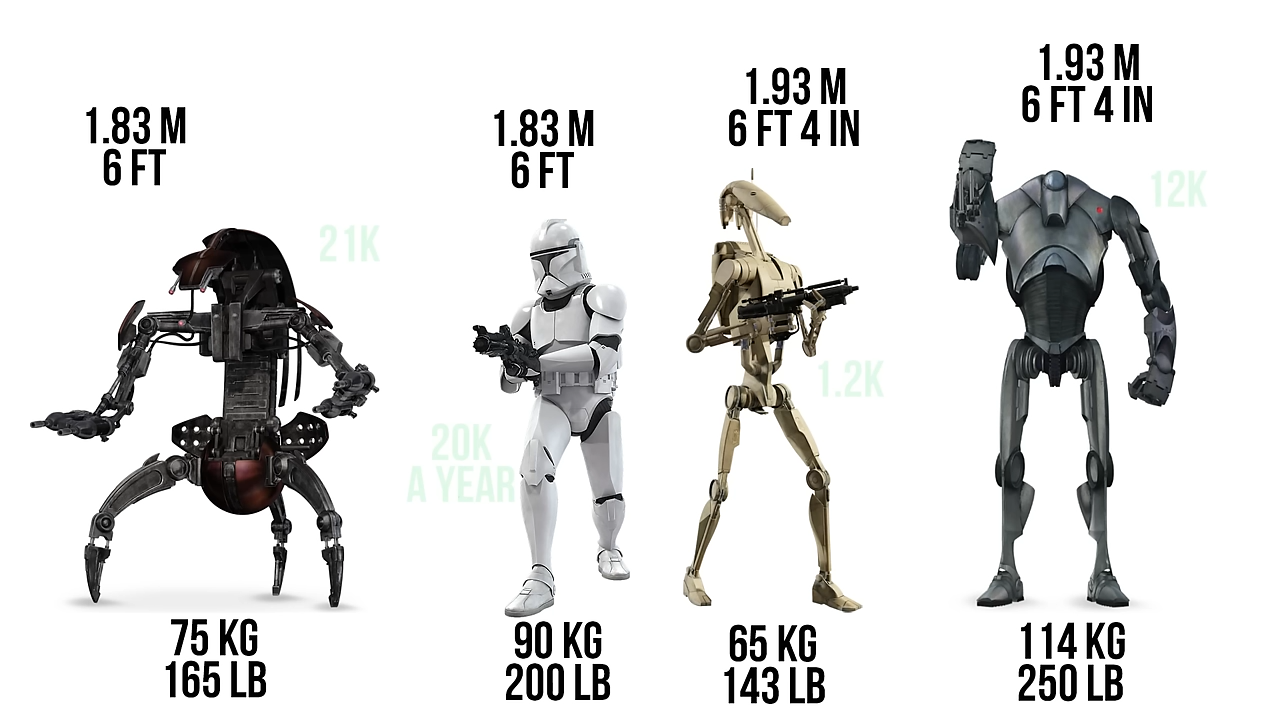 1.83 M
6 FT
21K
75 KG
165 LB
1.83 M
6 FT
20K
A YEAR
90 KG
200 LB
1.93 M
6 FT 4 IN
1.2K
65 KG
143 LB
1.93 M
6 FT 4 IN
12K
114 KG
250 LB